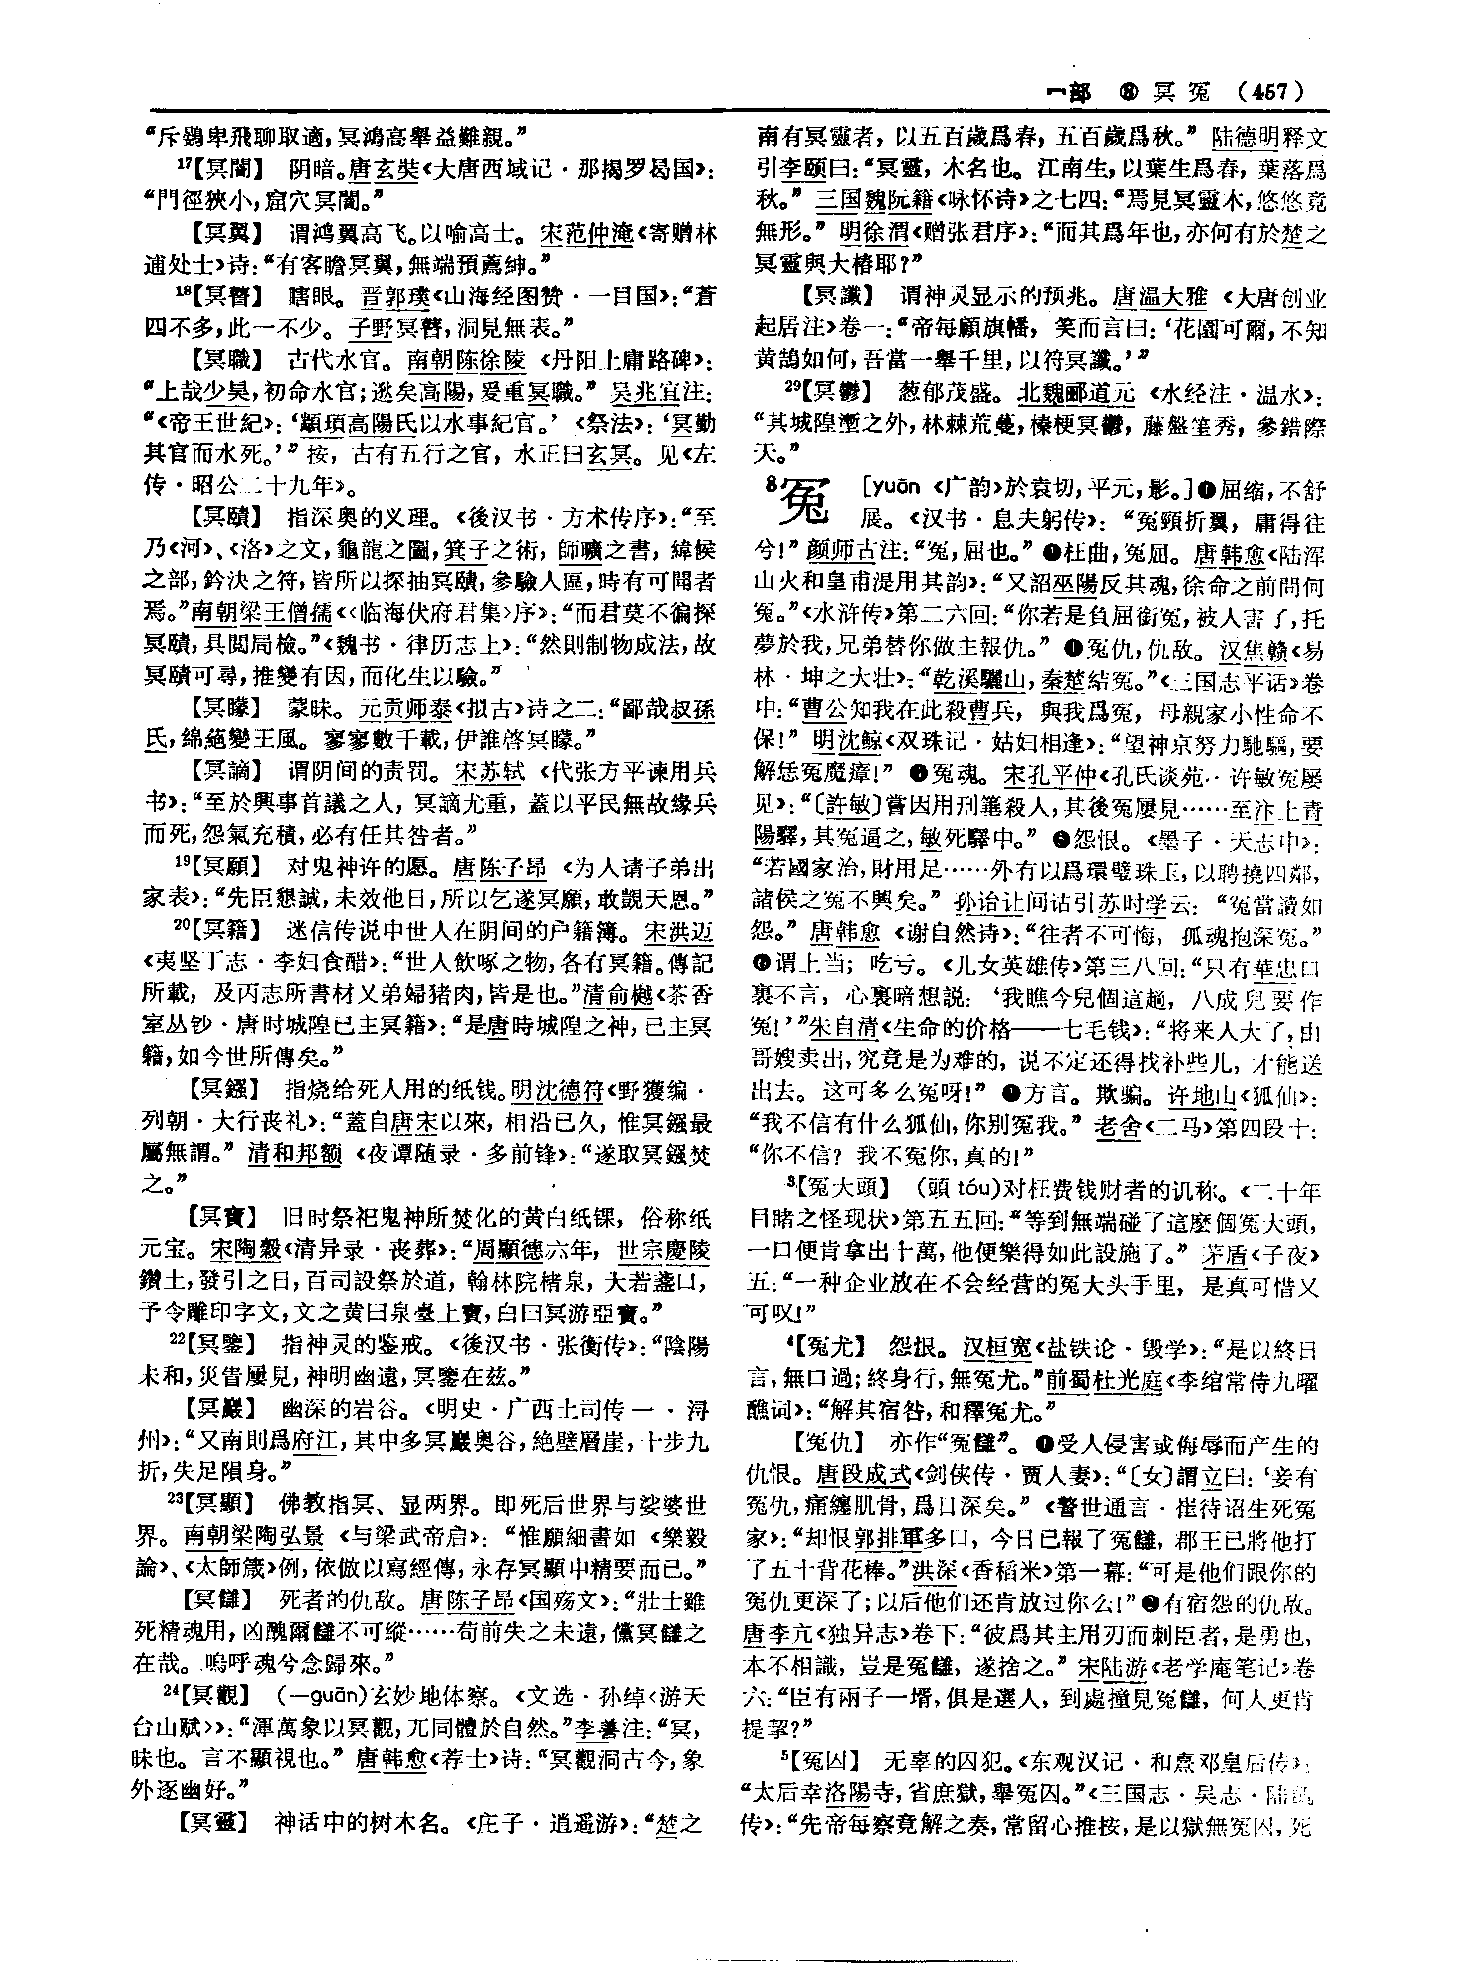 冖部 ⑧ 冥 冤 （457）
“斥鷃卑飛聊取適，冥鴻高舉益難親。”
17【冥闇】 阴暗。唐玄奘《大唐西域记·那揭罗曷国》：
“門徑狹小，窟穴冥闇。”
【冥翼】 谓鸿翼高飞。以喻高士。宋范仲淹《寄赠林
逋处士》诗：“有客瞻冥翼，無端預薦紳。”
18【冥瞽】 瞎眼。晋郭璞《山海经图赞·一目国》：“蒼
四不多，此一不少。子野冥瞽，洞見無表。”
【冥職】 古代水官。南朝陈徐陵《丹阳上庸路碑》：
“上哉少昊，初命水官；逖矣高陽，爰重冥職。”吴兆宜注：
“《帝王世紀》：‘顓頊高陽氏以水事紀官。’《祭法》：‘冥勤
其官而水死。’”按，古有五行之官，水正曰玄冥。见《左
传·昭公二十九年》。
【冥賾】 指深奥的义理。《後汉书·方术传序》：“至
乃《河》、《洛》之文，龜龍之圖，箕子之術，師曠之書，緯候
之部，鈐決之符，皆所以探抽冥賾，參驗人區，時有可聞者
焉。”南朝梁王僧孺《〈临海伏府君集〉序》：“而君莫不徧探
冥賾，具閲局檢。”《魏书·律历志上》：“然則制物成法，故
冥賾可尋，推變有因，而化生以驗。”
【冥矇】 蒙昧。元贡师泰《拟古》诗之二：“鄙哉叔孫
氏，綿蕝變王風。寥寥數千載，伊誰啓冥矇。”
【冥謫】 谓阴间的责罚。宋苏轼《代张方平谏用兵
书》：“至於興事首議之人，冥謫尤重，蓋以平民無故緣兵
而死，怨氣充積，必有任其咎者。”
19【冥願】 对鬼神许的愿。唐陈子昂《为人请子弟出
家表》：“先臣懇誠，未效他日，所以乞遂冥願，敢覬天恩。”
20【冥籍】 迷信传说中世人在阴间的户籍簿。宋洪迈
《夷坚丁志·李妇食醋》：“世人飲啄之物，各有冥籍。傳記
所載，及丙志所書材乂弟婦猪肉，皆是也。”清俞樾《茶香
室丛钞·唐时城隍已主冥籍》：“是唐時城隍之神，已主冥
籍，如今世所傳矣。”
【冥鏹】 指烧给死人用的纸钱。明沈德符《野獲编·
列朝·大行丧礼》：“蓋自唐宋以來，相沿已久，惟冥鏹最
屬無謂。”清和邦额《夜谭随录·多前锋》：“遂取冥鏹焚
之。”
【冥寶】 旧时祭祀鬼神所焚化的黄白纸锞，俗称纸
元宝。宋陶穀《清异录·丧葬》：“周顯德六年，世宗慶陵
鑽土，發引之日，百司設祭於道，翰林院楮泉，大若盞口，
予令雕印字文，文之黄曰泉臺上寶，白曰冥游亞寶。”
22【冥鑒】 指神灵的鉴戒。《後汉书·张衡传》：“陰陽
未和，災眚屢見，神明幽遠，冥鑒在兹。”
【冥巖】 幽深的岩谷。《明史·广西土司传一·浔
州》：“又南則爲府江，其中多冥巖奥谷，絶壁層崖，十步九
折，失足隕身。”
23【冥顯】 佛教指冥、显两界。即死后世界与娑婆世
界。南朝梁陶弘景《与梁武帝启》：“惟願細書如《樂毅
論》、《太師箴》例，依倣以寫經傳，永存冥顯中精要而已。”
【冥讎】 死者的仇敌。唐陈子昂《国殇文》：“壯士雖
死精魂用，凶醜爾讎不可縱……苟前失之未遠，儻冥讎之
在哉。嗚呼魂兮念歸來。”
24【冥觀】 （—guān）玄妙地体察。《文选·孙绰〈游天
台山赋〉》：“渾萬象以冥觀，兀同體於自然。”李善注：“冥，
昧也。言不顯視也。”唐韩愈《荐士》诗：“冥觀洞古今，象
外逐幽好。”
【冥靈】 神话中的树木名。《庄子·逍遥游》：“楚之
南有冥靈者，以五百歲爲春，五百歲爲秋。”陆德明释文
引李颐曰：“冥靈，木名也。江南生，以葉生爲春，葉落爲
秋。”三国魏阮籍《咏怀诗》之七四：“焉見冥靈木，悠悠竟
無形。”明徐渭《赠张君序》：“而其爲年也，亦何有於楚之
冥靈與大椿耶？”
【冥讖】 谓神灵显示的预兆。唐温大雅《大唐创业
起居注》卷一：“帝每顧旗幡，笑而言曰：‘花園可爾，不知
黄鵠如何，吾當一舉千里，以符冥讖。’”
29【冥鬱】 葱郁茂盛。北魏郦道元《水经注·温水》：
“其城隍壍之外，林棘荒蔓，榛梗冥鬱，藤盤筀秀，參錯際
天。”
8冤 [yuān《广韵》於袁切，平元，影。]❶屈缩，不舒
展。《汉书·息夫躬传》：“冤頸折翼，庸得往
兮！”颜师古注：“冤，屈也。”❷枉曲，冤屈。唐韩愈《陆浑
山火和皇甫湜用其韵》：“又詔巫陽反其魂，徐命之前問何
冤。”《水浒传》第二六回：“你若是負屈銜冤，被人害了，托
夢於我，兄弟替你做主報仇。”❸冤仇，仇敌。汉焦赣《易
林·坤之大壮》：“乾溪驪山，秦楚結冤。”《三国志平话》卷
中：“曹公知我在此殺曹兵，與我爲冤，母親家小性命不
保！”明沈鲸《双珠记·姑妇相逢》：“望神京努力馳驅，要
解恁冤魔瘴！”❹冤魂。宋孔平仲《孔氏谈苑·许敏冤屡
见》：“〔許敏〕嘗因用刑箠殺人，其後冤屢見……至汴上青
陽驛，其冤逼之，敏死驛中。”❺怨恨。《墨子·天志中》：
“若國家治，財用足……外有以爲環璧珠玉，以聘撓四鄰，
諸侯之冤不興矣。”孙诒让间诂引苏时学云：“冤當讀如
怨。”唐韩愈《谢自然诗》：“往者不可悔，孤魂抱深冤。”
❻谓上当；吃亏。《儿女英雄传》第三八回：“只有華忠口
裏不言，心裏暗想説：‘我瞧今兒個這趟，八成兒要作
冤！’”朱自清《生命的价格——七毛钱》：“将来人大了，由
哥嫂卖出，究竟是为难的，说不定还得找补些儿，才能送
出去。这可多么冤呀！”❼方言。欺骗。许地山《狐仙》：
“我不信有什么狐仙，你别冤我。”老舍《二马》第四段十：
“你不信？我不冤你，真的！”
3【冤大頭】 （頭 tóu）对枉费钱财者的讥称。《二十年
目睹之怪现状》第五五回：“等到無端碰了這麽個冤大頭，
一口便肯拿出十萬，他便樂得如此設施了。”茅盾《子夜》
五：“一种企业放在不会经营的冤大头手里，是真可惜又
可叹！”
4【冤尤】 怨恨。汉桓宽《盐铁论·毁学》：“是以終日
言，無口過；終身行，無冤尤。”前蜀杜光庭《李绾常侍九曜
醮词》：“解其宿咎，和釋冤尤。”
【冤仇】 亦作“冤讎”。❶受人侵害或侮辱而产生的
仇恨。唐段成式《剑侠传·贾人妻》：“〔女〕謂立曰：‘妾有
冤仇，痛纏肌骨，爲日深矣。”《警世通言·崔待诏生死冤
家》：“却恨郭排軍多口，今日已報了冤讎，郡王已將他打
了五十背花棒。”洪深《香稻米》第一幕：“可是他们跟你的
冤仇更深了；以后他们还肯放过你么！”❷有宿怨的仇敌。
唐李亢《独异志》卷下：“彼爲其主用刃而刺臣者，是勇也，
本不相識，豈是冤讎，遂捨之。”宋陆游《老学庵笔记》卷
六：“臣有兩子一壻，俱是選人，到處撞見冤讎，何人更肯
提挈？”
5【冤囚】 无辜的囚犯。《东观汉记·和熹邓皇后传》：
“太后幸洛陽寺，省庶獄，舉冤囚。”《三国志·吴志·陆凯
传》：“先帝每察竟解之奏，常留心推按，是以獄無冤囚，死